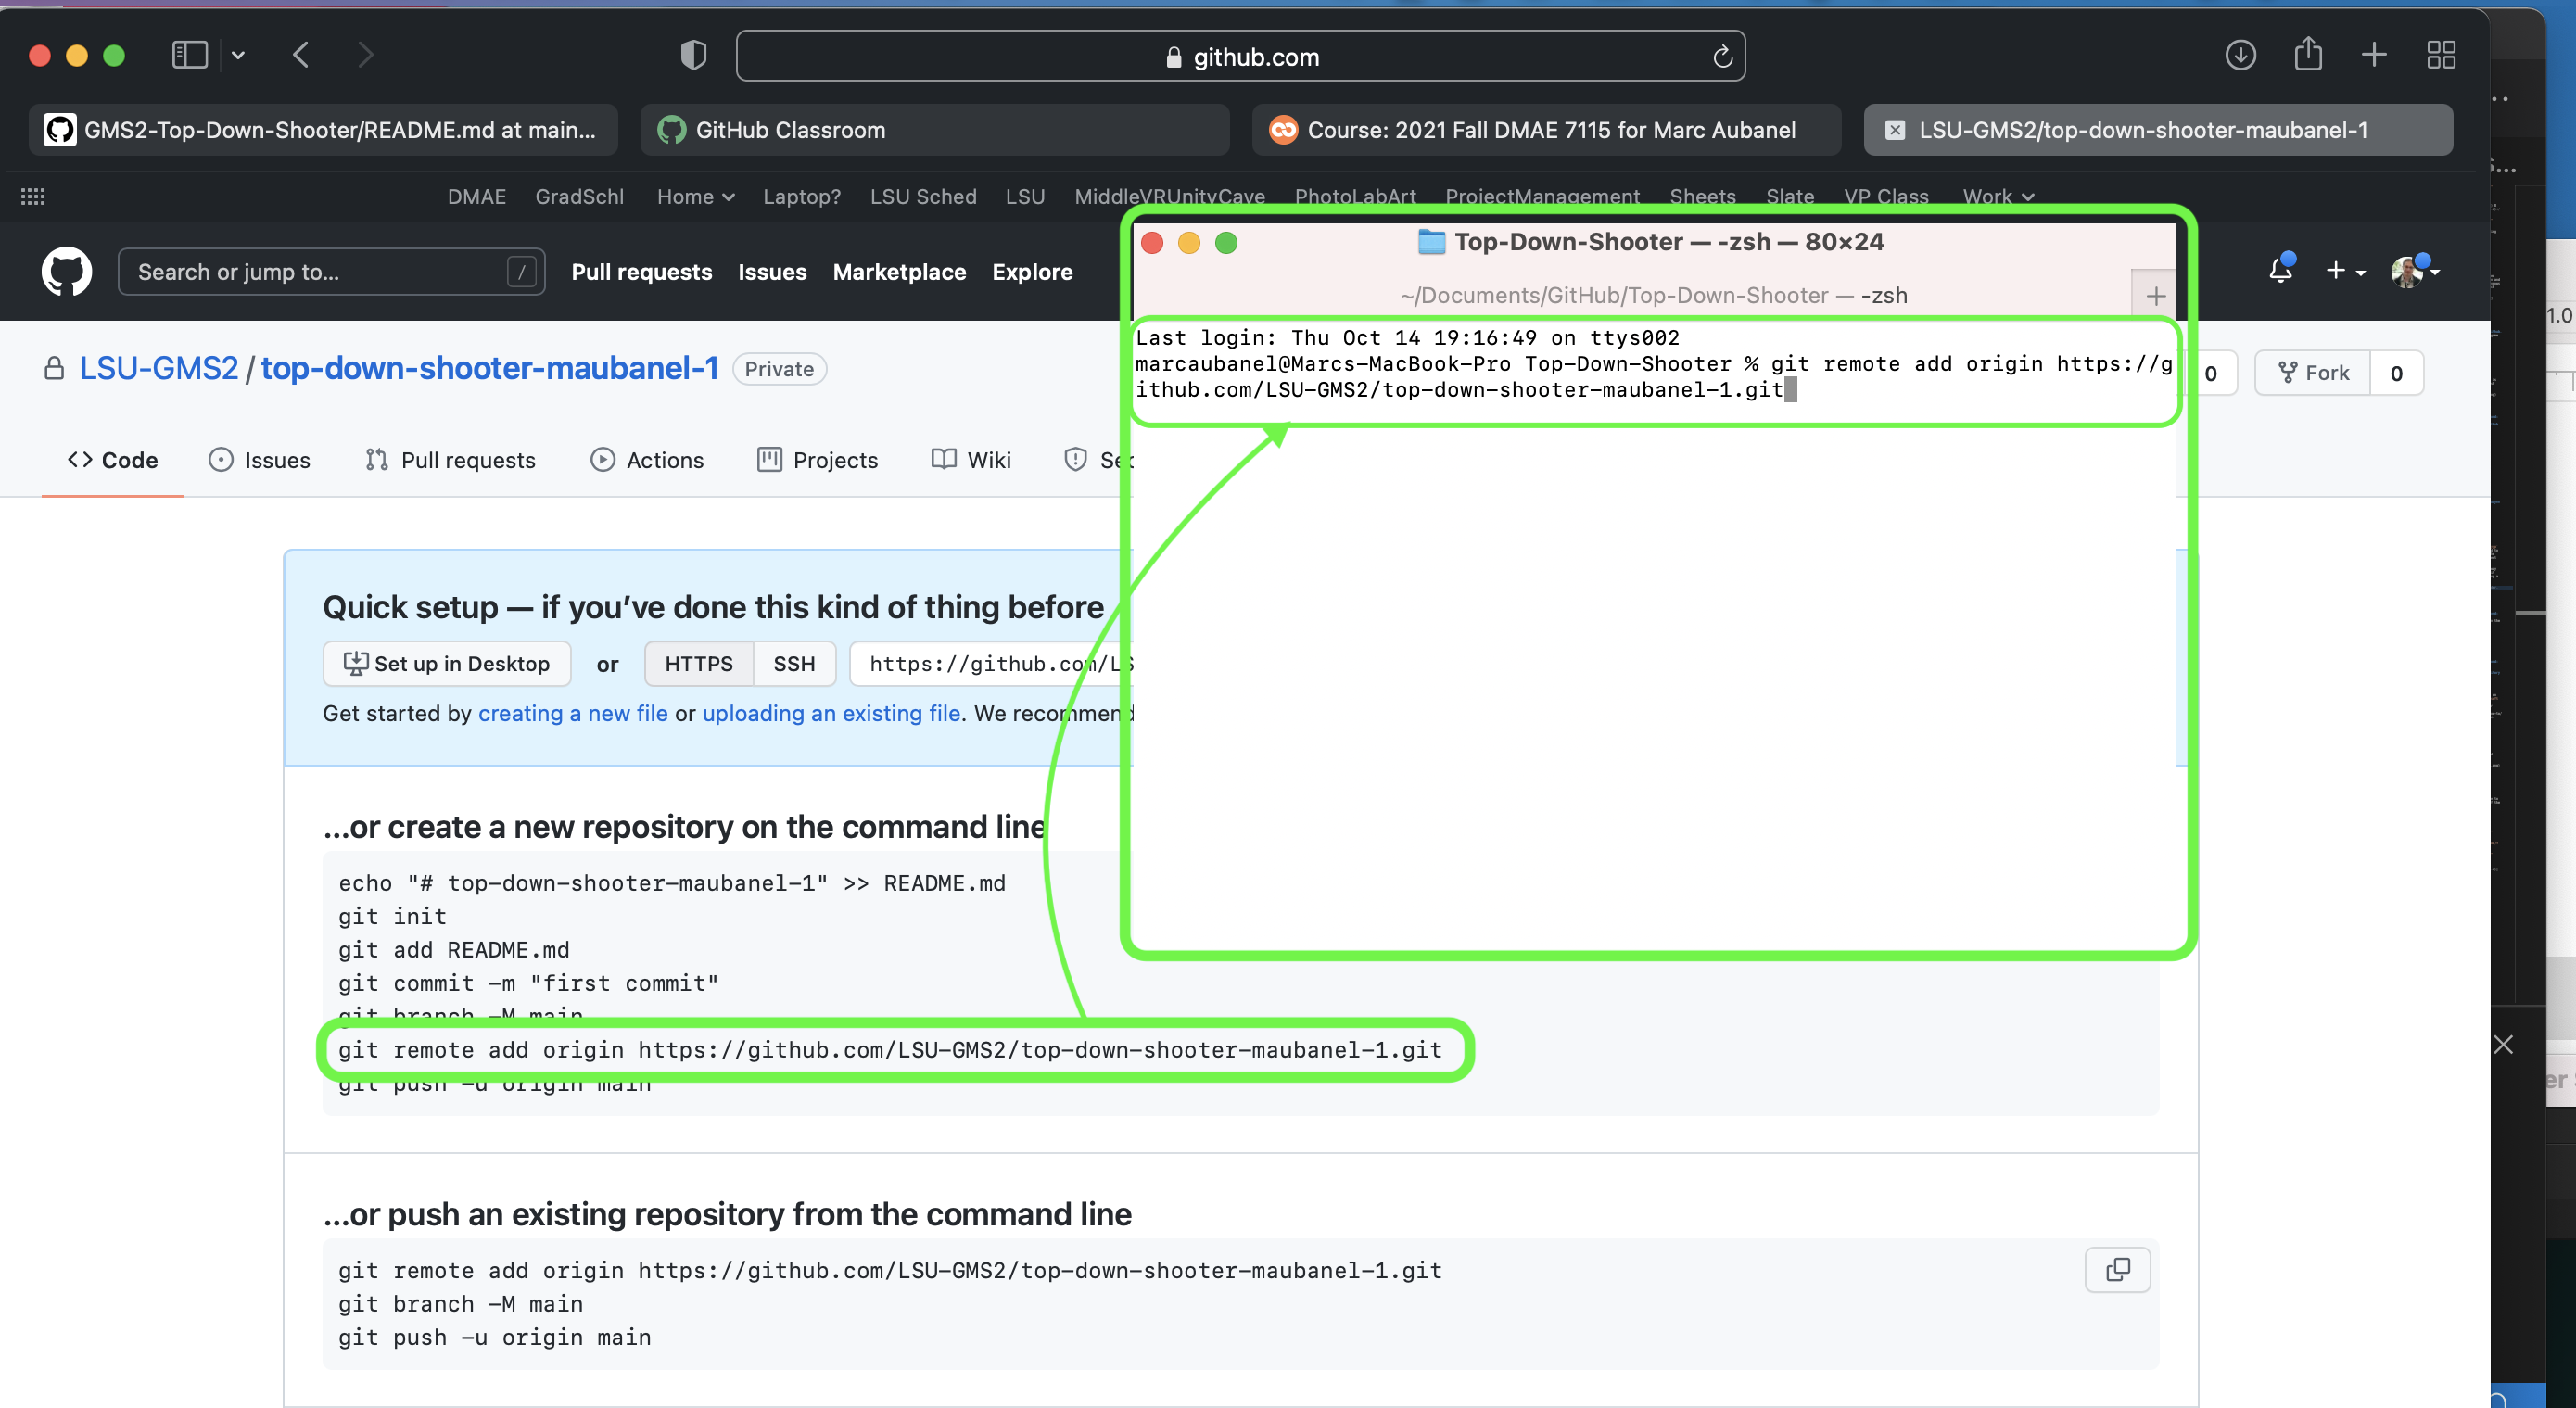 github.com
GMS2-Top-Down-Shooter/README.md at main...
GitHub Classroom
Course: 2021 Fall DMAE 7115 for Marc Aubanel
LSU-GMS2/top-down-shooter-maubanel-1
DMAE GradSchl Home Laptop? LSU Sched LSU MiddleVRUnityCave PhotoLabArt ProjectManagement Sheets Slate VP Class Work
Search or jump to... /
Pull requests Issues Marketplace Explore
Top-Down-Shooter — -zsh — 80×24
~/Documents/GitHub/Top-Down-Shooter — -zsh
Last login: Thu Oct 14 19:16:49 on ttys002
marcaubanel@Marcs-MacBook-Pro Top-Down-Shooter % git remote add origin https://g
ithub.com/LSU-GMS2/top-down-shooter-maubanel-1.git
LSU-GMS2 / top-down-shooter-maubanel-1 Private
0 Fork 0
1.0
<> Code Issues Pull requests Actions Projects Wiki Sec
Quick setup — if you’ve done this kind of thing before
Set up in Desktop or HTTPS SSH https://github.com/LS
Get started by creating a new file or uploading an existing file. We recommend
...or create a new repository on the command line
echo "# top-down-shooter-maubanel-1" >> README.md
git init
git add README.md
git commit -m "first commit"
git branch -M main
git remote add origin https://github.com/LSU-GMS2/top-down-shooter-maubanel-1.git
git push -u origin main
er
...or push an existing repository from the command line
git remote add origin https://github.com/LSU-GMS2/top-down-shooter-maubanel-1.git
git branch -M main
git push -u origin main